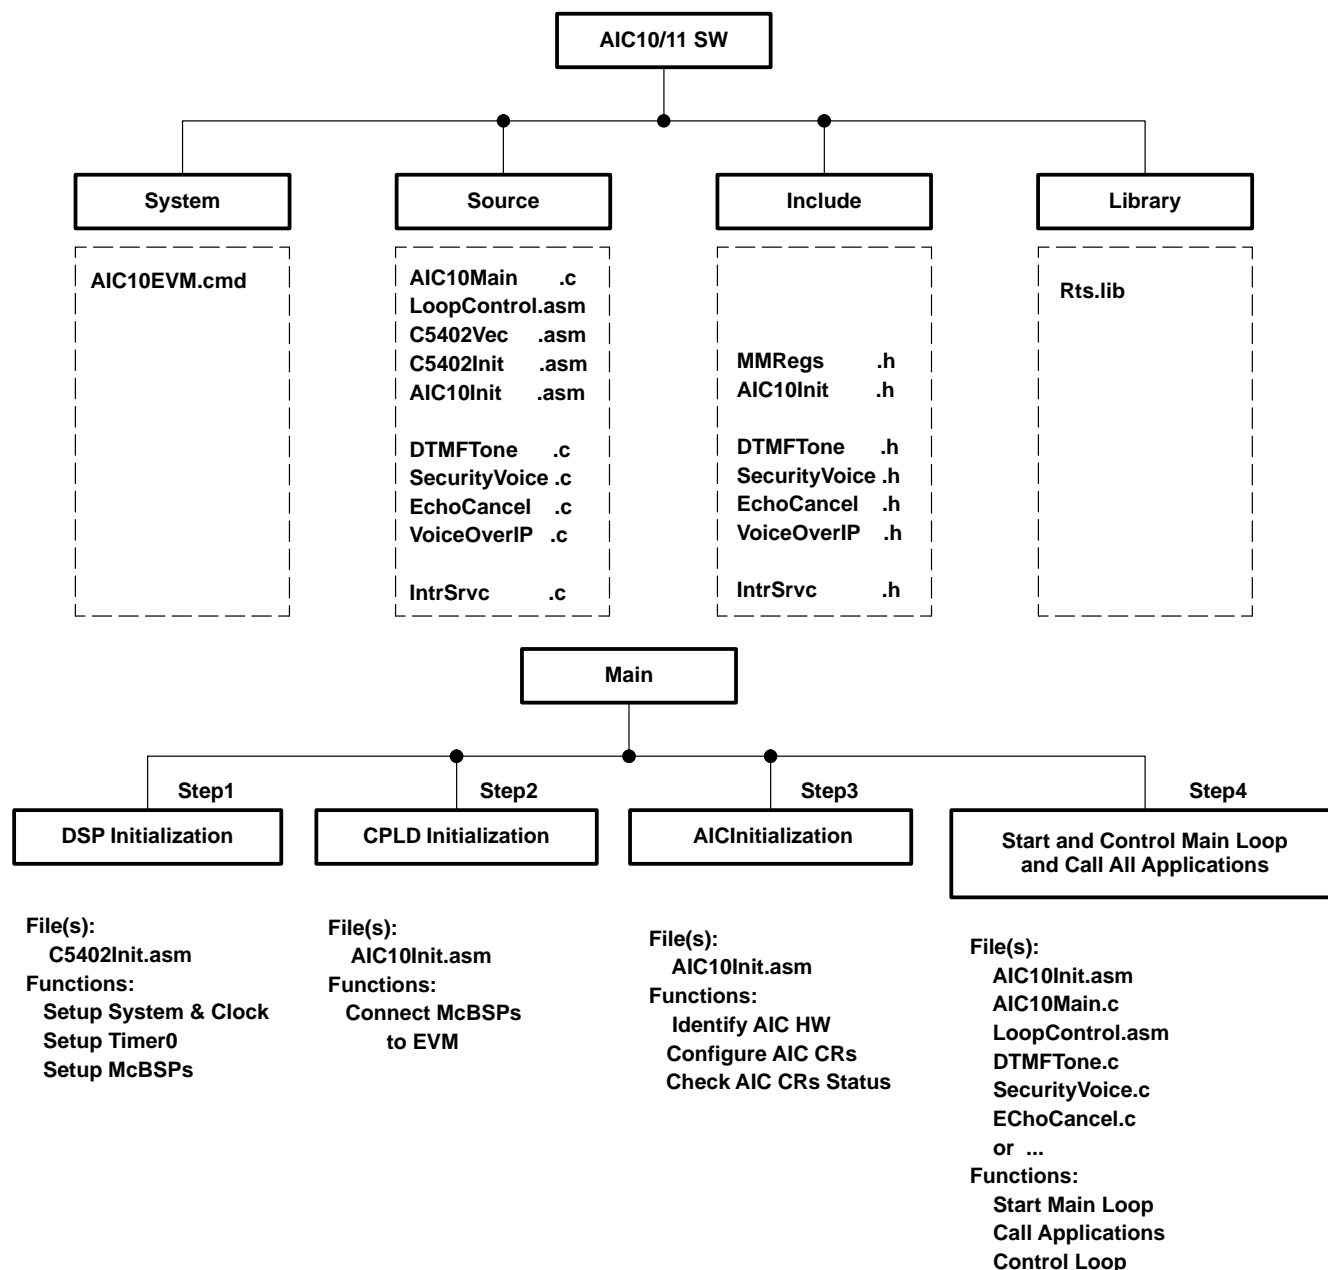 AIC10/11 SW
System
Source
Include
Library
AIC10EVM.cmd
AIC10Main .c
LoopControl.asm
C5402Vec .asm
C5402Init .asm
AIC10Init .asm
DTMFTone .c
SecurityVoice .c
EchoCancel .c
VoiceOverIP .c
IntrSrvc .c
MMRegs .h
AIC10Init .h
DTMFTone .h
SecurityVoice .h
EchoCancel .h
VoiceOverIP .h
IntrSrvc .h
Rts.lib
Main
Step1
DSP Initialization
File(s):
C5402Init.asm
Functions:
Setup System & Clock
Setup Timer0
Setup McBSPs
Step2
CPLD Initialization
File(s):
AIC10Init.asm
Functions:
Connect McBSPs
to EVM
Step3
AICInitialization
File(s):
AIC10Init.asm
Functions:
Identify AIC HW
Configure AIC CRs
Check AIC CRs Status
Step4
Start and Control Main Loop
and Call All Applications
File(s):
AIC10Init.asm
AIC10Main.c
LoopControl.asm
DTMFTone.c
SecurityVoice.c
EChoCancel.c
or ...
Functions:
Start Main Loop
Call Applications
Control Loop